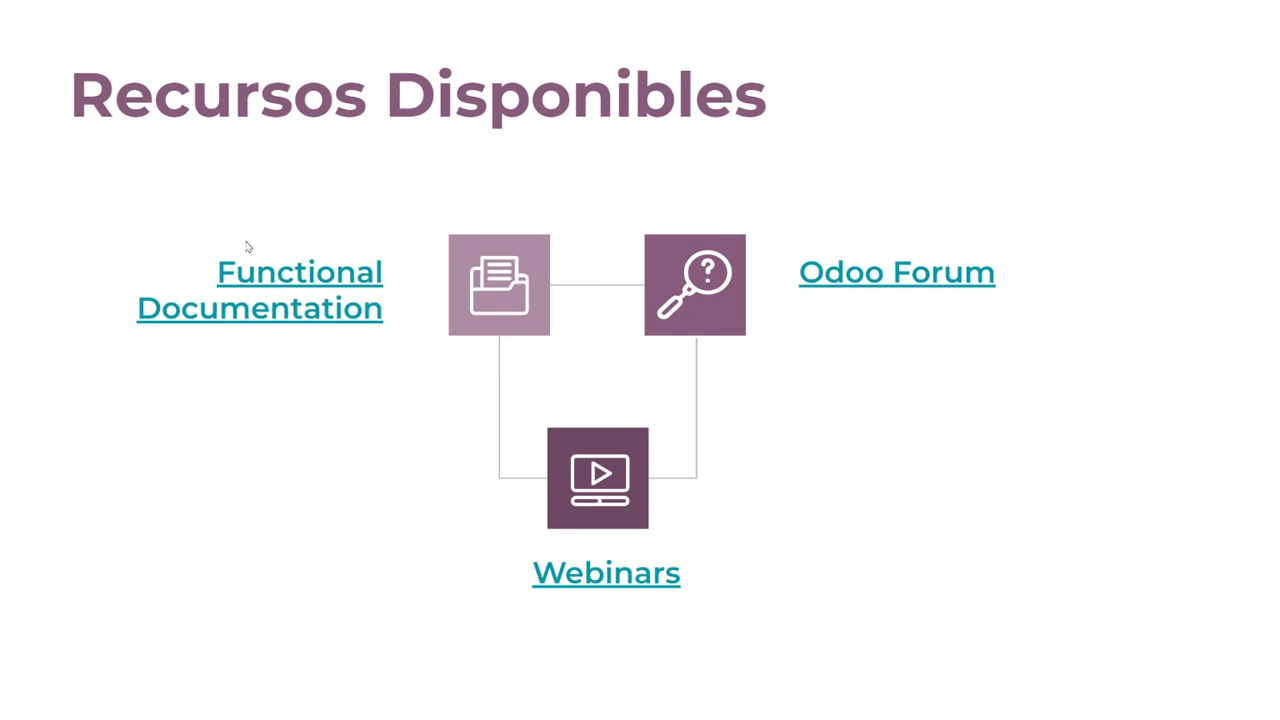 Recursos Disponibles
Functional
Documentation
?
Odoo Forum
Webinars